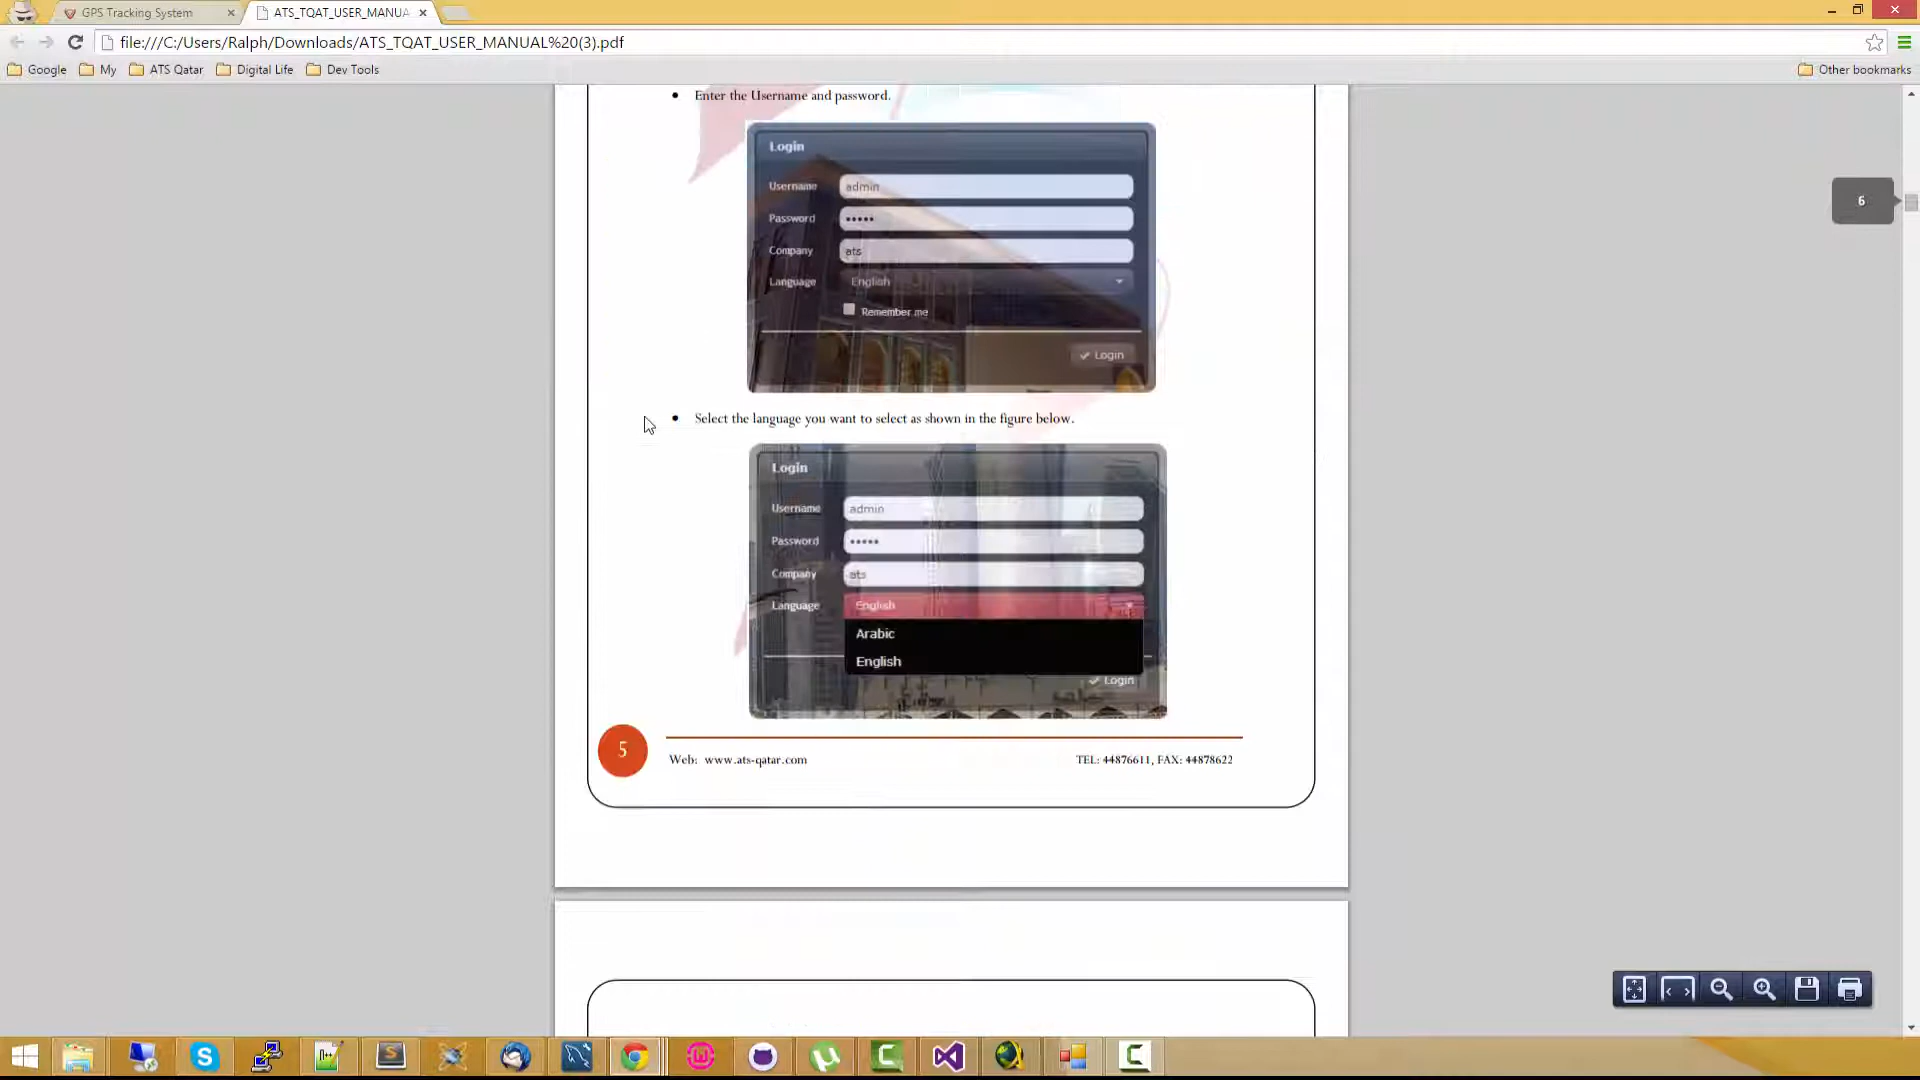 GPS Tracking System
ATS_TQAT_USER_MANUA
file:///C:/Users/Ralph/Downloads/ATS_TQAT_USER_MANUAL%20(3).pdf
Google
My
ATS Qatar
Digital Life
Dev Tools
Other bookmarks
• Enter the Username and password.
Login
Username admin
Password •••••
Company ats
Language English
Remember me
Login
6
• Select the language you want to select as shown in the figure below.
Login
Username admin
Password •••••
Company ats
Language English
Arabic
English
Login
5
Web: www.ats-qatar.com
TEL: 44876611, FAX: 44878622